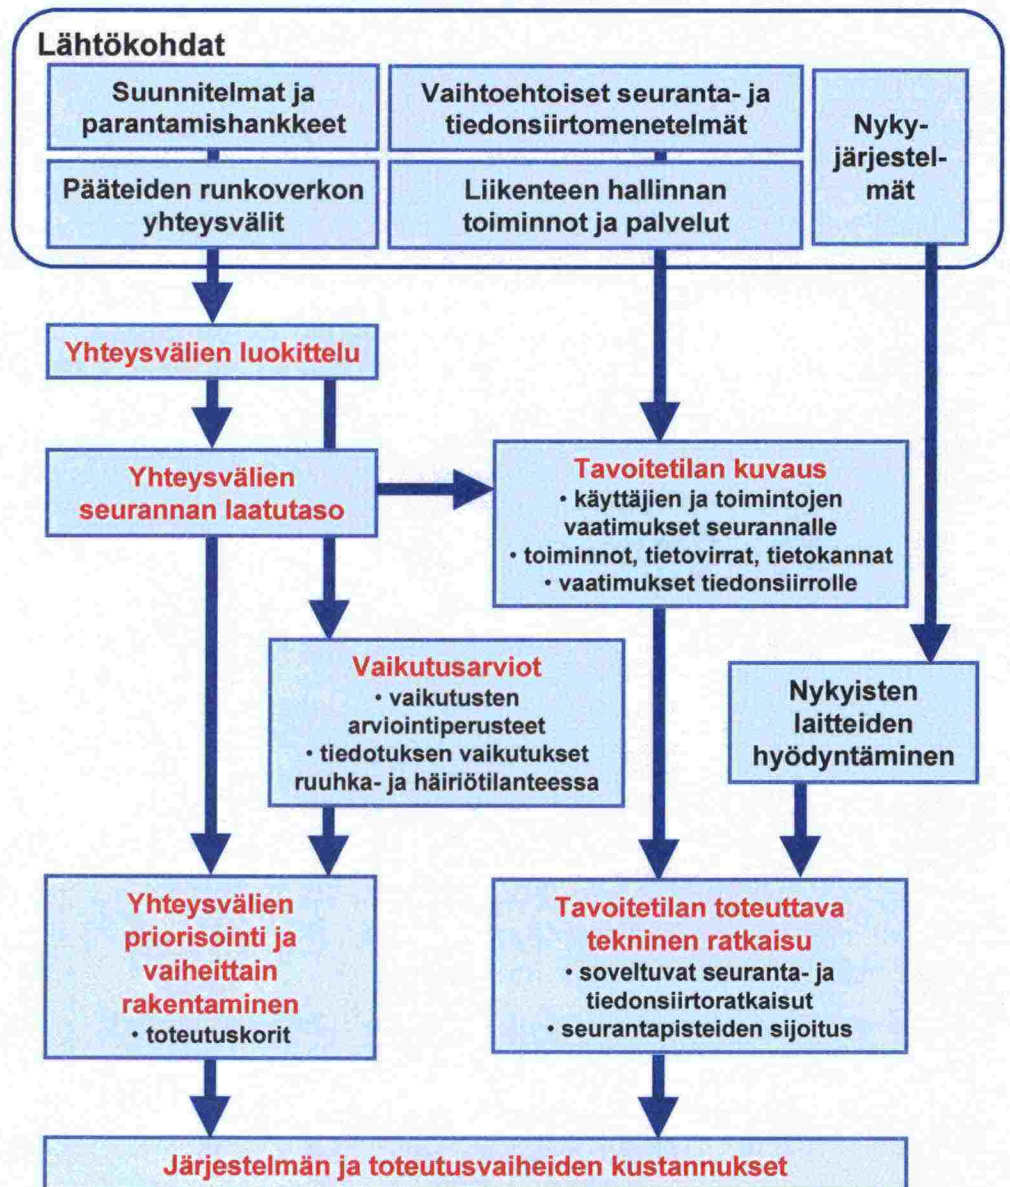 Lähtökohdat
Suunnitelmat ja
parantamishankkeet
Vaihtoehtoiset seuranta- ja
tiedonsiirtomenetelmät
Nyky-
järjestel-
mät
Pääteiden runkoverkon
yhteysvälit
Liikenteen hallinnan
toiminnot ja palvelut
Yhteysvälien luokittelu
Yhteysvälien
seurannan laatutaso
Tavoitetilan kuvaus
• käyttäjien ja toimintojen
vaatimukset seurannalle
• toiminnot, tietovirrat, tietokannat
• vaatimukset tiedonsiirrolle
Vaikutusarviot
• vaikutusten
arviointiperusteet
• tiedotuksen vaikutukset
ruuhka- ja häiriötilanteessa
Nykyisten
laitteiden
hyödyntäminen
Yhteysvälien
priorisointi ja
vaiheittain
rakentaminen
• toteutuskorit
Tavoitetilan toteuttava
tekninen ratkaisu
• soveltuvat seuranta- ja
tiedonsiirtoratkaisut
• seurantapisteiden sijoitus
Järjestelmän ja toteutusvaiheiden kustannukset